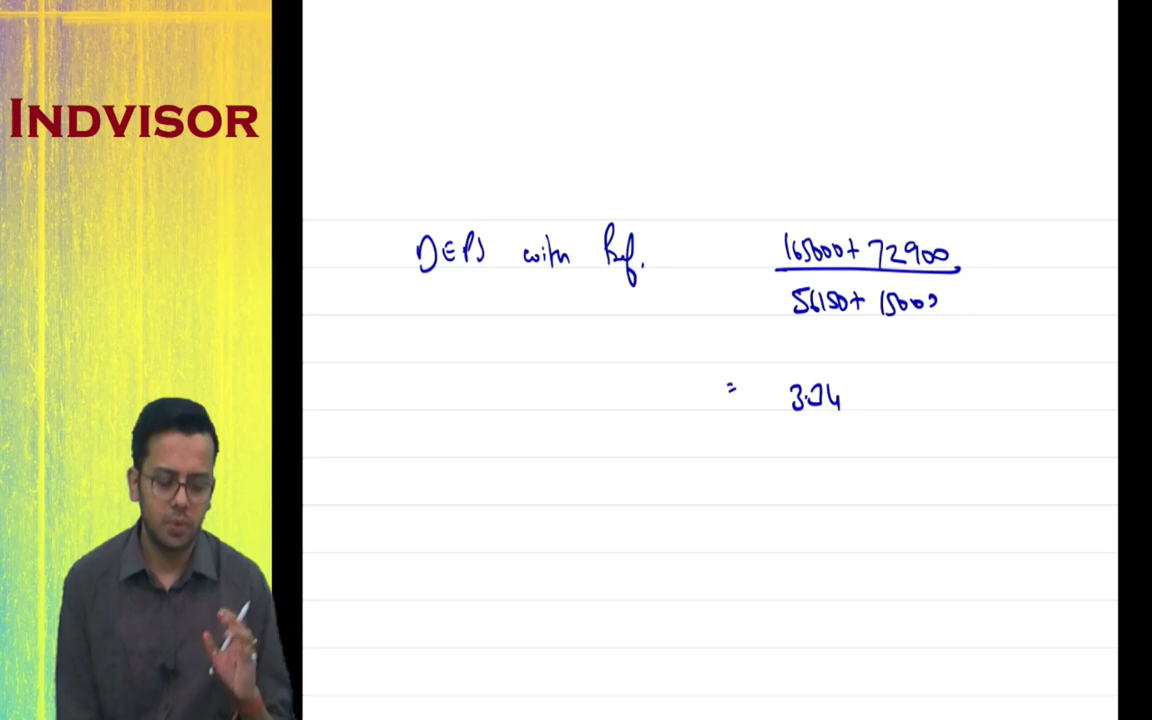 INDVISOR
DEPS with Pref.
165000+ 72900
56150+ 15000
= 3.34